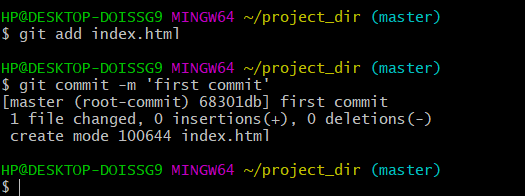 HP@DESKTOP-DOISSG9 MINGW64 ~/project_dir (master)
$ git add index.html
HP@DESKTOP-DOISSG9 MINGW64 ~/project_dir (master)
$ git commit -m 'first commit'
[master (root-commit) 68301db] first commit
 1 file changed, 0 insertions(+), 0 deletions(-)
 create mode 100644 index.html
HP@DESKTOP-DOISSG9 MINGW64 ~/project_dir (master)
$